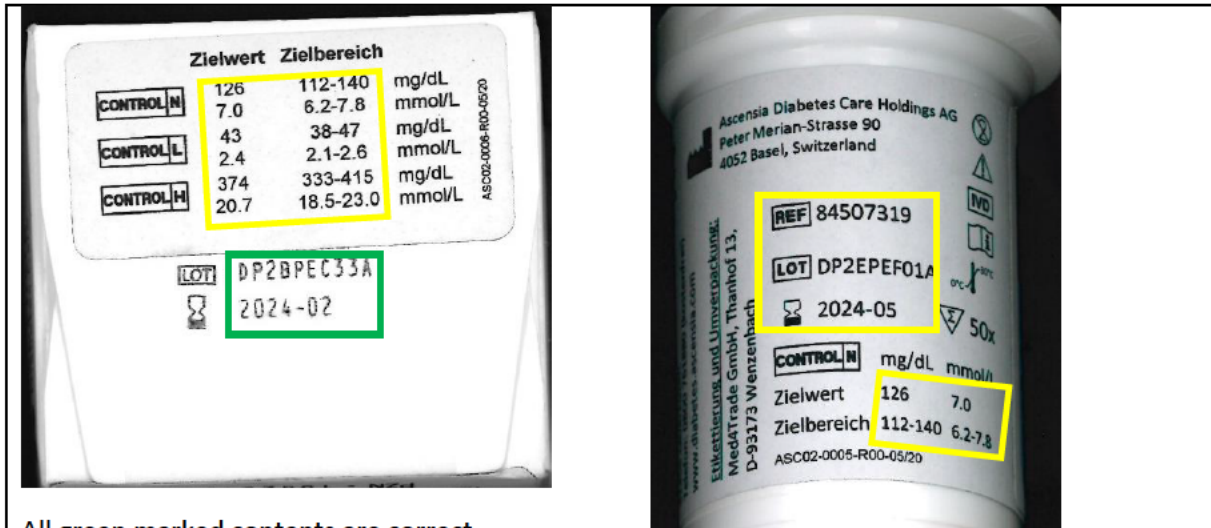 Zielwert Zielbereich
CONTROL N 126 112-140 mg/dL
7.0 6.2-7.8 mmol/L
CONTROL L 43 38-47 mg/dL
2.4 2.1-2.6 mmol/L
CONTROL H 374 333-415 mg/dL
20.7 18.5-23.0 mmol/L
ASC02-0006-R00-05/20
LOT DP2BPEC33A
2024-02
All green marked contents are correct
Ascensia Diabetes Care Holdings AG
Peter Merian-Strasse 90
4052 Basel, Switzerland
IVD
REF 84507319
LOT DP2EPEF01A
0°C 30°C
2024-05
Σ 50x
CONTROL N mg/dL mmol/L
Zielwert 126 7.0
Zielbereich 112-140 6.2-7.8
ASC02-0005-R00-05/20
Etikettierung und Umverpackung:
Med4Trade GmbH, Thanhof 13,
D-93173 Wenzenbach
www.diabetes.ascensia.com